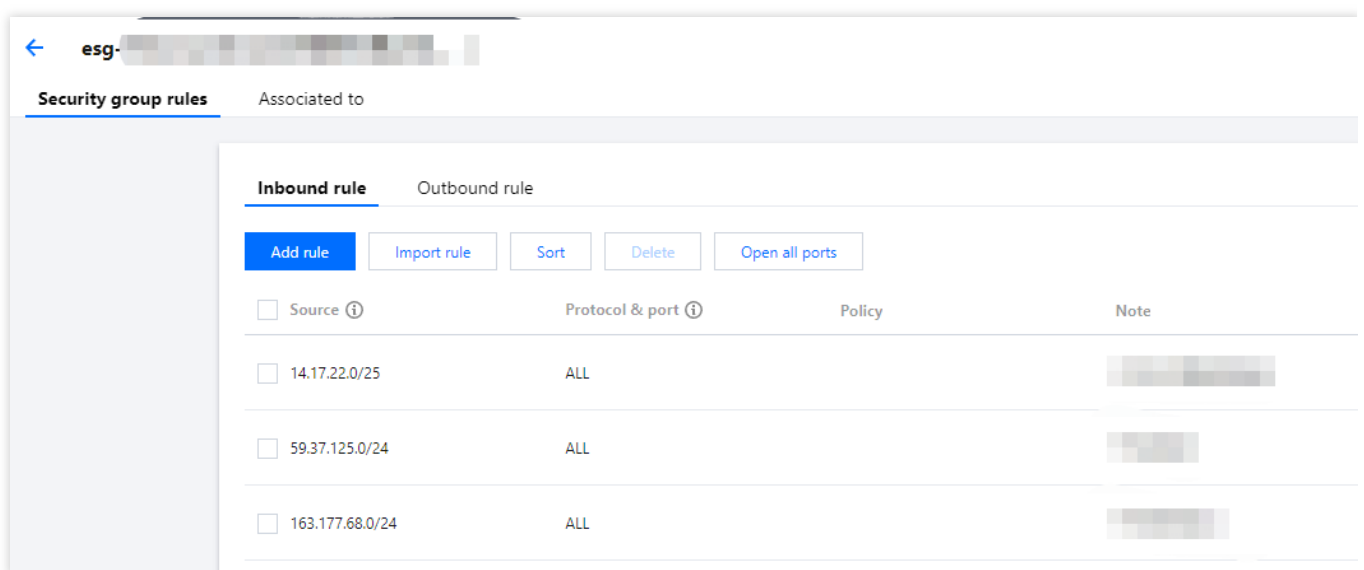 esg-
Security group rules Associated to
Inbound rule Outbound rule
Add rule Import rule Sort Delete Open all ports
Source Protocol & port Policy Note
14.17.22.0/25 ALL
59.37.125.0/24 ALL
163.177.68.0/24 ALL